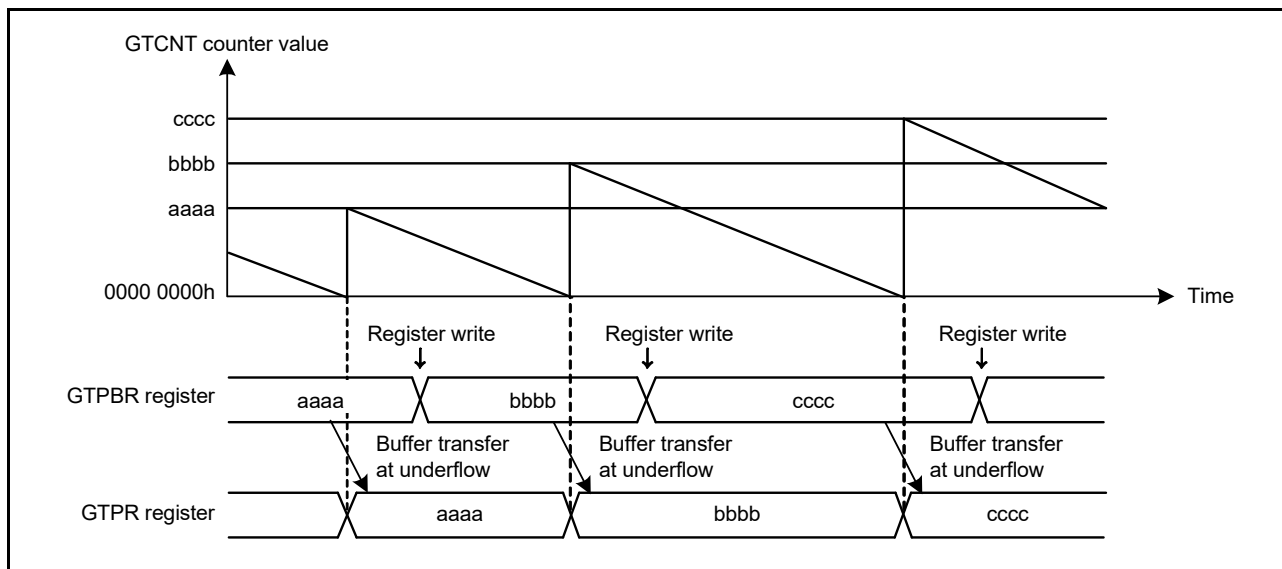 GTCNT counter value
cccc
bbbb
aaaa
0000 0000h
Time
Register write
Register write
Register write
GTPBR register
aaaa
bbbb
cccc
Buffer transfer
at underflow
Buffer transfer
at underflow
Buffer transfer
at underflow
GTPR register
aaaa
bbbb
cccc